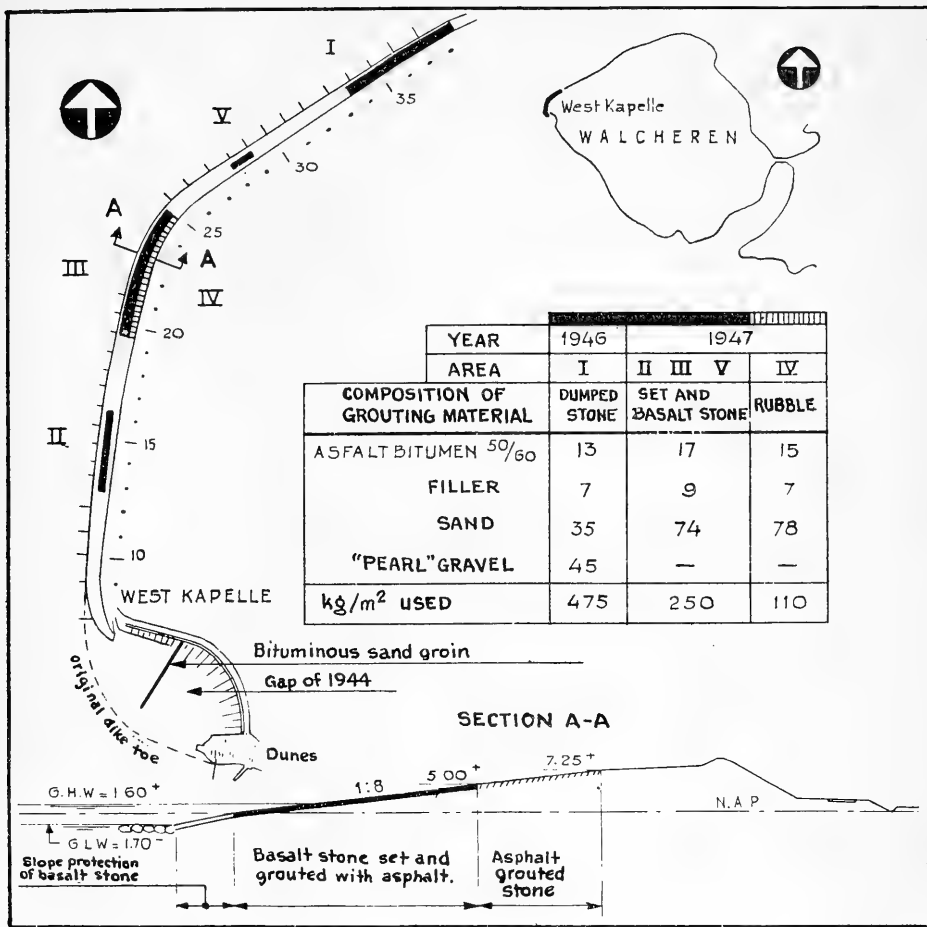 I
35
V
30
West Kapelle
WALCHEREN
A
25
III
A
IV
20
YEAR 1946 1947
AREA I II III V IV
COMPOSITION OF GROUTING MATERIAL DUMPED STONE SET AND BASALT STONE RUBBLE
ASFALT BITUMEN 50/60 13 17 15
FILLER 7 9 7
SAND 35 74 78
"PEARL" GRAVEL 45 — —
kg/m² USED 475 250 110
II
15
10
WEST KAPELLE
Bituminous sand groin
Gap of 1944
original dike toe
Dunes
SECTION A-A
G.H.W = 1.60+
1:8
5.00+
7.25+
N.A.P.
G L W = 1.70-
Slope protection
of basalt stone
Basalt stone set and
grouted with asphalt.
Asphalt
grouted
stone